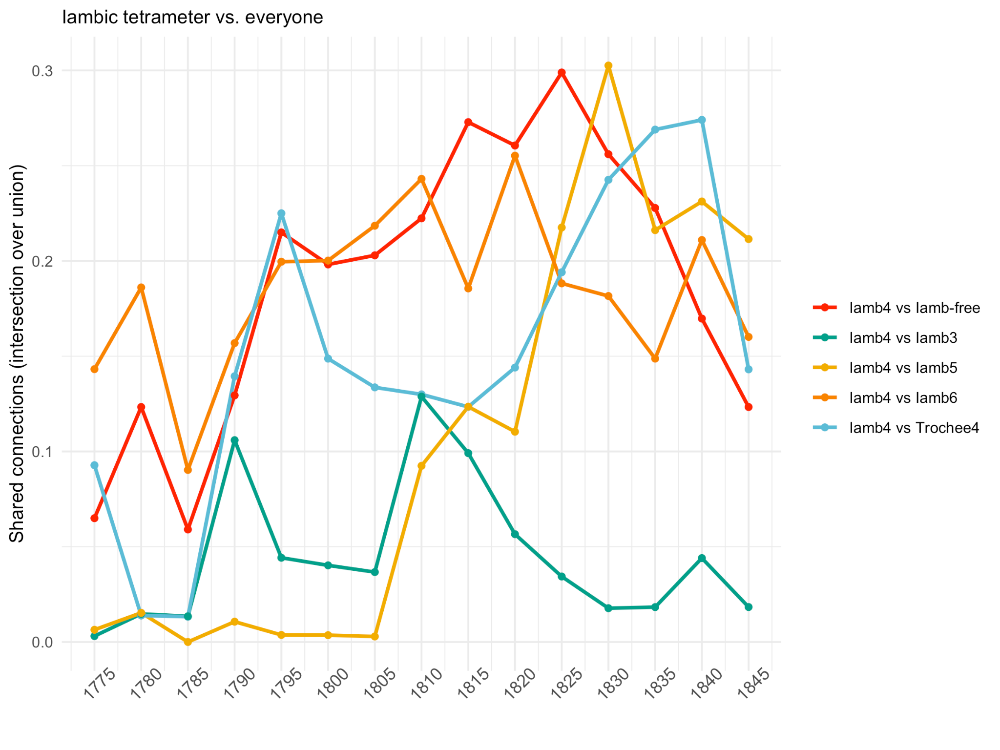 Iambic tetrameter vs. everyone
Shared connections (intersection over union)
0.3
0.2
0.1
0.0
1775
1780
1785
1790
1795
1800
1805
1810
1815
1820
1825
1830
1835
1840
1845
Iamb4 vs Iamb-free
Iamb4 vs Iamb3
Iamb4 vs Iamb5
Iamb4 vs Iamb6
Iamb4 vs Trochee4